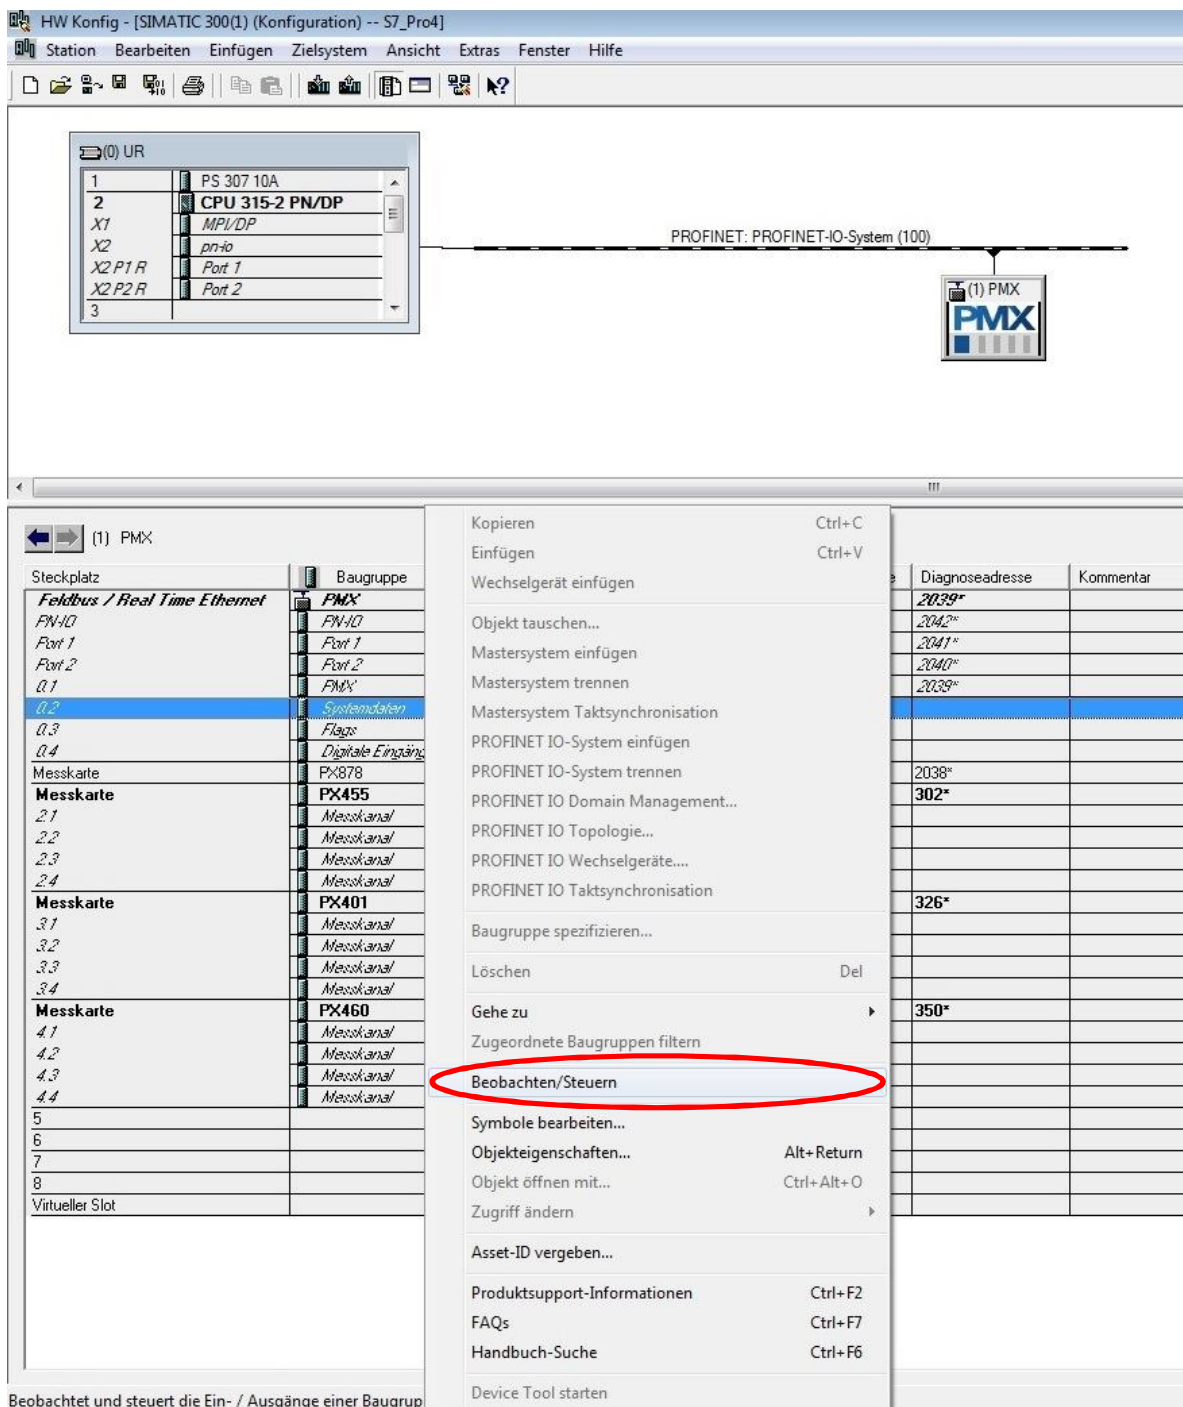 HW Konfig - [SIMATIC 300(1) (Konfiguration) -- S7_Pro4]
Station Bearbeiten Einfügen Zielsystem Ansicht Extras Fenster Hilfe
(0) UR
1 PS 307 10A
2 CPU 315-2 PN/DP
X1 MPI/DP
X2 pn-io
X2 P1 R Port 1
X2 P2 R Port 2
3
PROFINET: PROFINET-IO-System (100)
(1) PMX
PMX
(1) PMX
Steckplatz Baugruppe Diagnoseadresse Kommentar
Feldbus / Real Time Ethernet PMX 2039*
PN-IO PN-IO 2042*
Port 1 Port 1 2041*
Port 2 Port 2 2040*
0.1 PMX 2039*
0.2 Systemdaten
0.3 Flags
0.4 Digitale Eingäng
Messkarte PX878 2038*
Messkarte PX455 302*
2.1 Messkanal
2.2 Messkanal
2.3 Messkanal
2.4 Messkanal
Messkarte PX401 326*
3.1 Messkanal
3.2 Messkanal
3.3 Messkanal
3.4 Messkanal
Messkarte PX460 350*
4.1 Messkanal
4.2 Messkanal
4.3 Messkanal
4.4 Messkanal
5
6
7
8
Virtueller Slot
Kopieren Ctrl+C
Einfügen Ctrl+V
Wechselgerät einfügen
Objekt tauschen...
Mastersystem einfügen
Mastersystem trennen
Mastersystem Taktsynchronisation
PROFINET IO-System einfügen
PROFINET IO-System trennen
PROFINET IO Domain Management...
PROFINET IO Topologie...
PROFINET IO Wechselgeräte....
PROFINET IO Taktsynchronisation
Baugruppe spezifizieren...
Löschen Del
Gehe zu
Zugeordnete Baugruppen filtern
Beobachten/Steuern
Symbole bearbeiten...
Objekteigenschaften... Alt+Return
Objekt öffnen mit... Ctrl+Alt+O
Zugriff ändern
Asset-ID vergeben...
Produktsupport-Informationen Ctrl+F2
FAQs Ctrl+F7
Handbuch-Suche Ctrl+F6
Device Tool starten
Beobachtet und steuert die Ein- / Ausgänge einer Baugrup